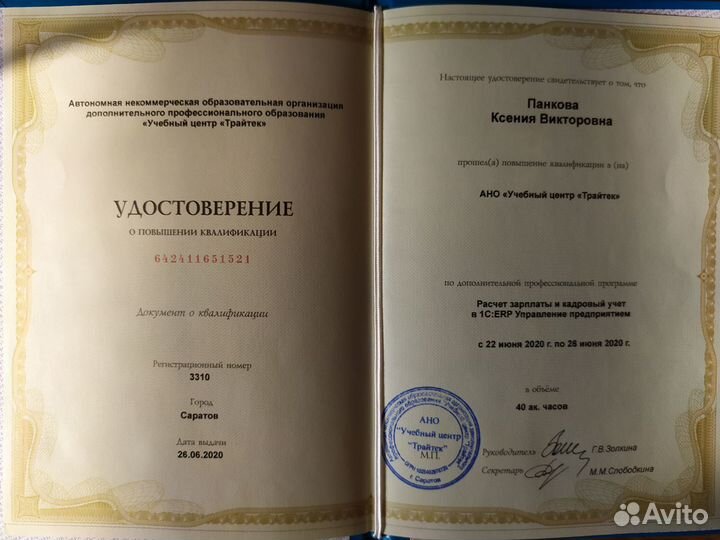 Автономная некоммерческая образовательная организация
дополнительного профессионального образования
«Учебный центр «Трайтек»
УДОСТОВЕРЕНИЕ
О ПОВЫШЕНИИ КВАЛИФИКАЦИИ
642411651521
Документ о квалификации
Регистрационный номер
3310
Город
Саратов
Дата выдачи
26.06.2020
Настоящее удостоверение свидетельствует о том, что
Панкова
Ксения Викторовна
прошел(а) повышение квалификации в (на)
АНО «Учебный центр «Трайтек»
по дополнительной профессиональной программе
Расчет зарплаты и кадровый учет
в 1С:ERP Управление предприятием
с 22 июня 2020 г. по 26 июня 2020 г.
в объёме
40 ак. часов
АНО
"Учебный центр
"Трайтек"
М.П.
г. Саратов
Руководитель Г.В. Золкина
Секретарь М.М.Слободкина
Avito